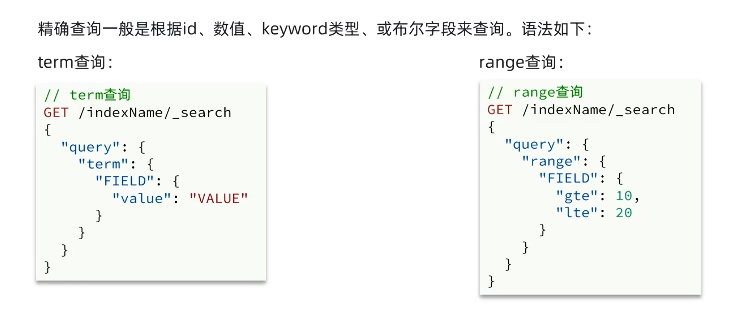 精确查询一般是根据id、数值、keyword类型、或布尔字段来查询。语法如下：
term查询：
// term查询
GET /indexName/_search
{
  "query": {
    "term": {
      "FIELD": {
        "value": "VALUE"
      }
    }
  }
}
range查询：
// range查询
GET /indexName/_search
{
  "query": {
    "range": {
      "FIELD": {
        "gte": 10,
        "lte": 20
      }
    }
  }
}